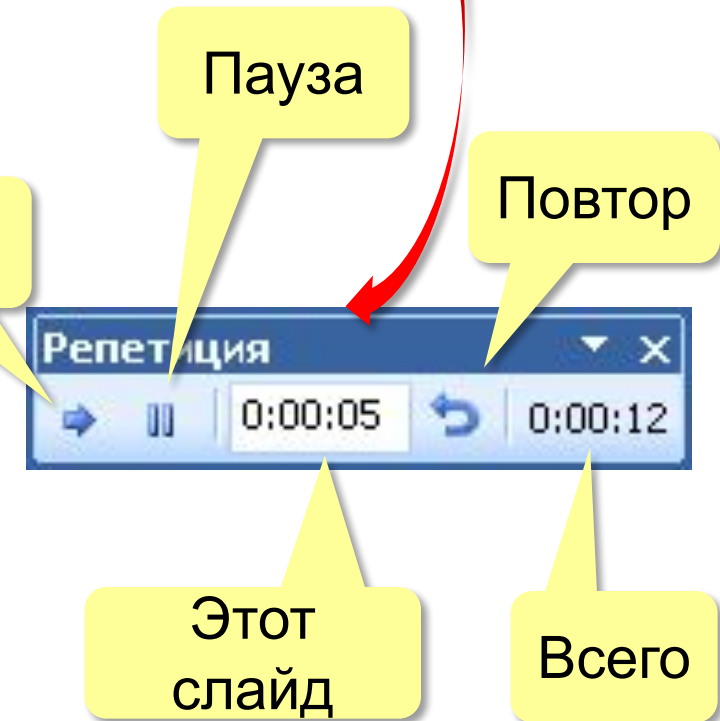 Пауза
Повтор
Репетиция
0:00:05
0:00:12
Этот
слайд
Всего